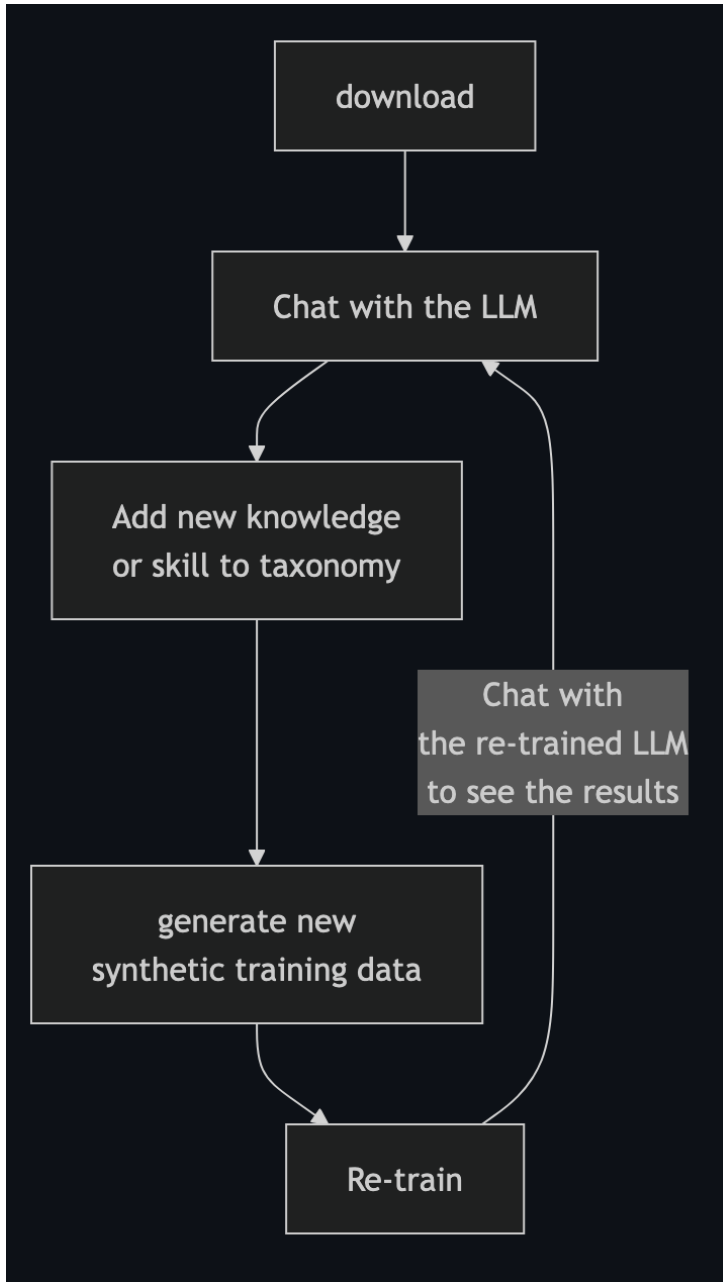 download
Chat with the LLM
Add new knowledge
or skill to taxonomy
Chat with
the re-trained LLM
to see the results
generate new
synthetic training data
Re-train